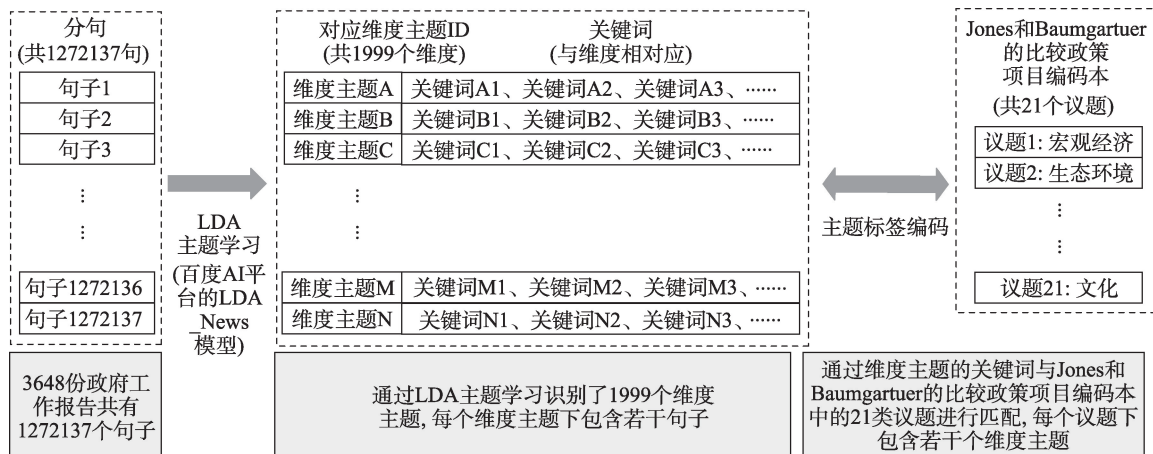 分句
(共1272137句)
句子1
句子2
句子3
⋮
⋮
句子1272136
句子1272137
3648份政府工
作报告共有
1272137个句子
LDA
主题学习
(百度AI平
台的LDA
_News
模型)
对应维度主题ID
(共1999个维度)
关键词
(与维度相对应)
维度主题A 关键词A1、关键词A2、关键词A3、……
维度主题B 关键词B1、关键词B2、关键词B3、……
维度主题C 关键词C1、关键词C2、关键词C3、……
⋮
⋮
维度主题M 关键词M1、关键词M2、关键词M3、……
维度主题N 关键词N1、关键词N2、关键词N3、……
通过LDA主题学习识别了1999个维度
主题, 每个维度主题下包含若干句子
主题标签编码
Jones和Baumgartuer
的比较政策
项目编码本
(共21个议题)
议题1: 宏观经济
议题2: 生态环境
⋮
⋮
议题21: 文化
通过维度主题的关键词与Jones和
Baumgartuer的比较政策项目编码本
中的21类议题进行匹配, 每个议题下
包含若干个维度主题